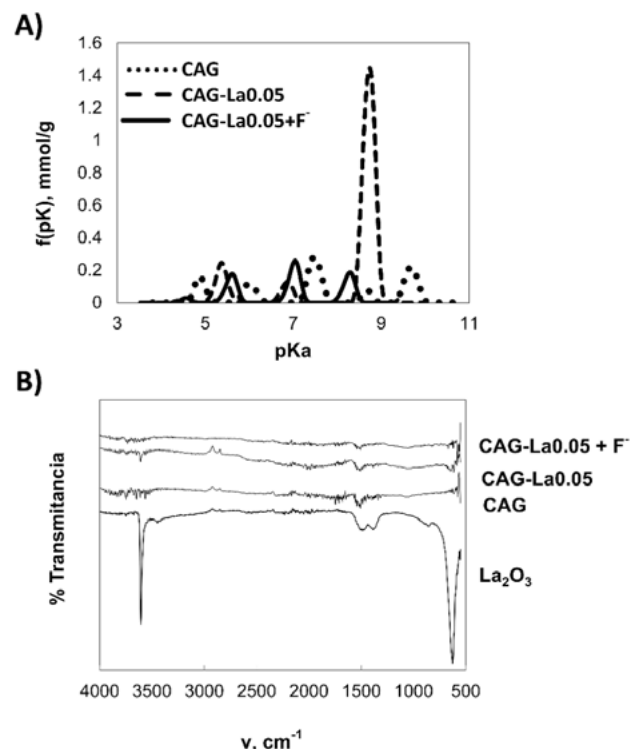 A)
1.6
1.4
1.2
1
0.8
0.6
0.4
0.2
0
f(pK), mmol/g
CAG
CAG-La0.05
CAG-La0.05+F⁻
3 5 7 9 11
pKa
B)
% Transmitancia
CAG-La0.05 + F⁻
CAG-La0.05
CAG
La₂O₃
4000 3500 3000 2500 2000 1500 1000 500
ν, cm⁻¹